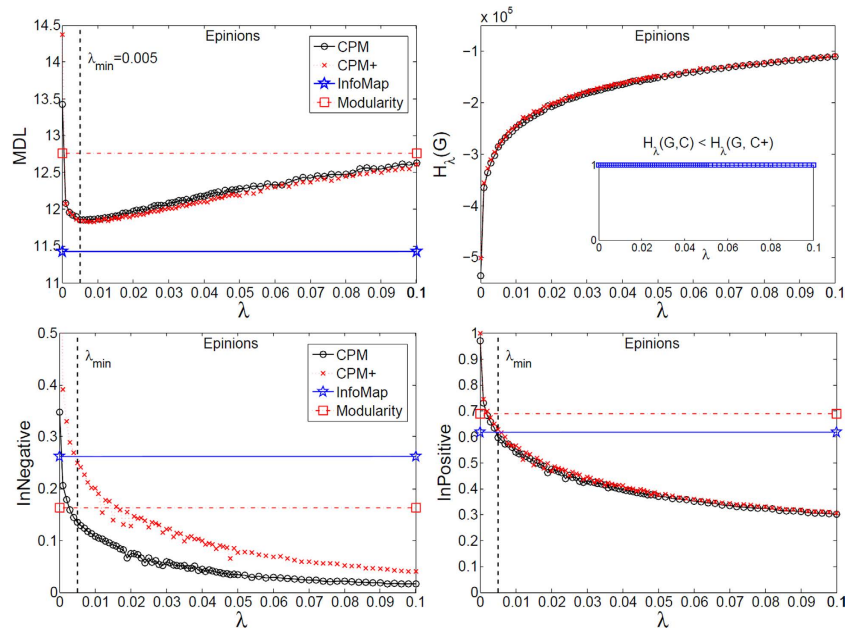 Epinions
14.5
14
13.5
13
12.5
12
11.5
11
MDL
λmin=0.005
CPM
CPM+
InfoMap
Modularity
0 0.01 0.02 0.03 0.04 0.05 0.06 0.07 0.08 0.09 0.1
λ
x 10^5
Epinions
-1
-2
-3
-4
-5
Hλ(G)
Hλ(G,C) < Hλ(G, C+)
1
0
0.02 0.04 0.06 0.08 0.1
λ
0 0.01 0.02 0.03 0.04 0.05 0.06 0.07 0.08 0.09 0.1
λ
Epinions
0.5
0.4
0.3
0.2
0.1
0
InNegative
λmin
CPM
CPM+
InfoMap
Modularity
0 0.01 0.02 0.03 0.04 0.05 0.06 0.07 0.08 0.09 0.1
λ
Epinions
1
0.9
0.8
0.7
0.6
0.5
0.4
0.3
0.2
0.1
0
InPositive
λmin
0 0.01 0.02 0.03 0.04 0.05 0.06 0.07 0.08 0.09 0.1
λ